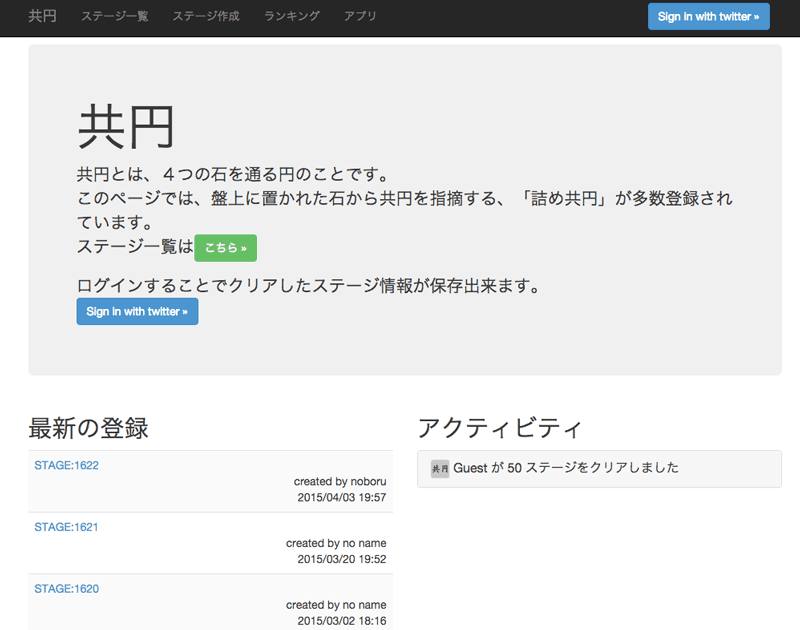 共円 ステージ一覧 ステージ作成 ランキング アプリ Sign in with twitter »
共円
共円とは、４つの石を通る円のことです。
このページでは、盤上に置かれた石から共円を指摘する、「詰め共円」が多数登録され
ています。
ステージ一覧は こちら »
ログインすることでクリアしたステージ情報が保存出来ます。
Sign in with twitter »
最新の登録
STAGE:1622
created by noboru
2015/04/03 19:57
STAGE:1621
created by no name
2015/03/20 19:52
STAGE:1620
created by no name
2015/03/02 18:16
アクティビティ
共円 Guest が 50 ステージをクリアしました